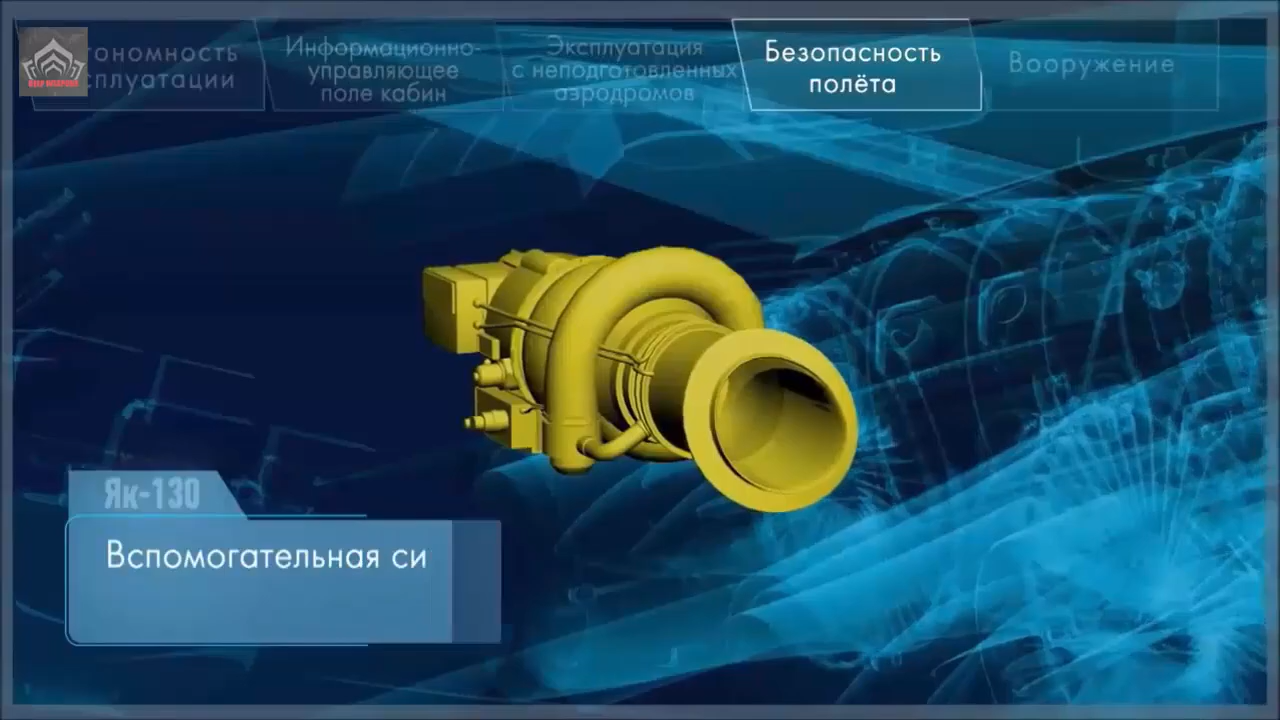 тономность
сплуатации
Информационно-
управляющее
поле кабин
Эксплуатация
с неподготовленных
аэродромов
Безопасность
полёта
Вооружение
Як-130
Вспомогательная си